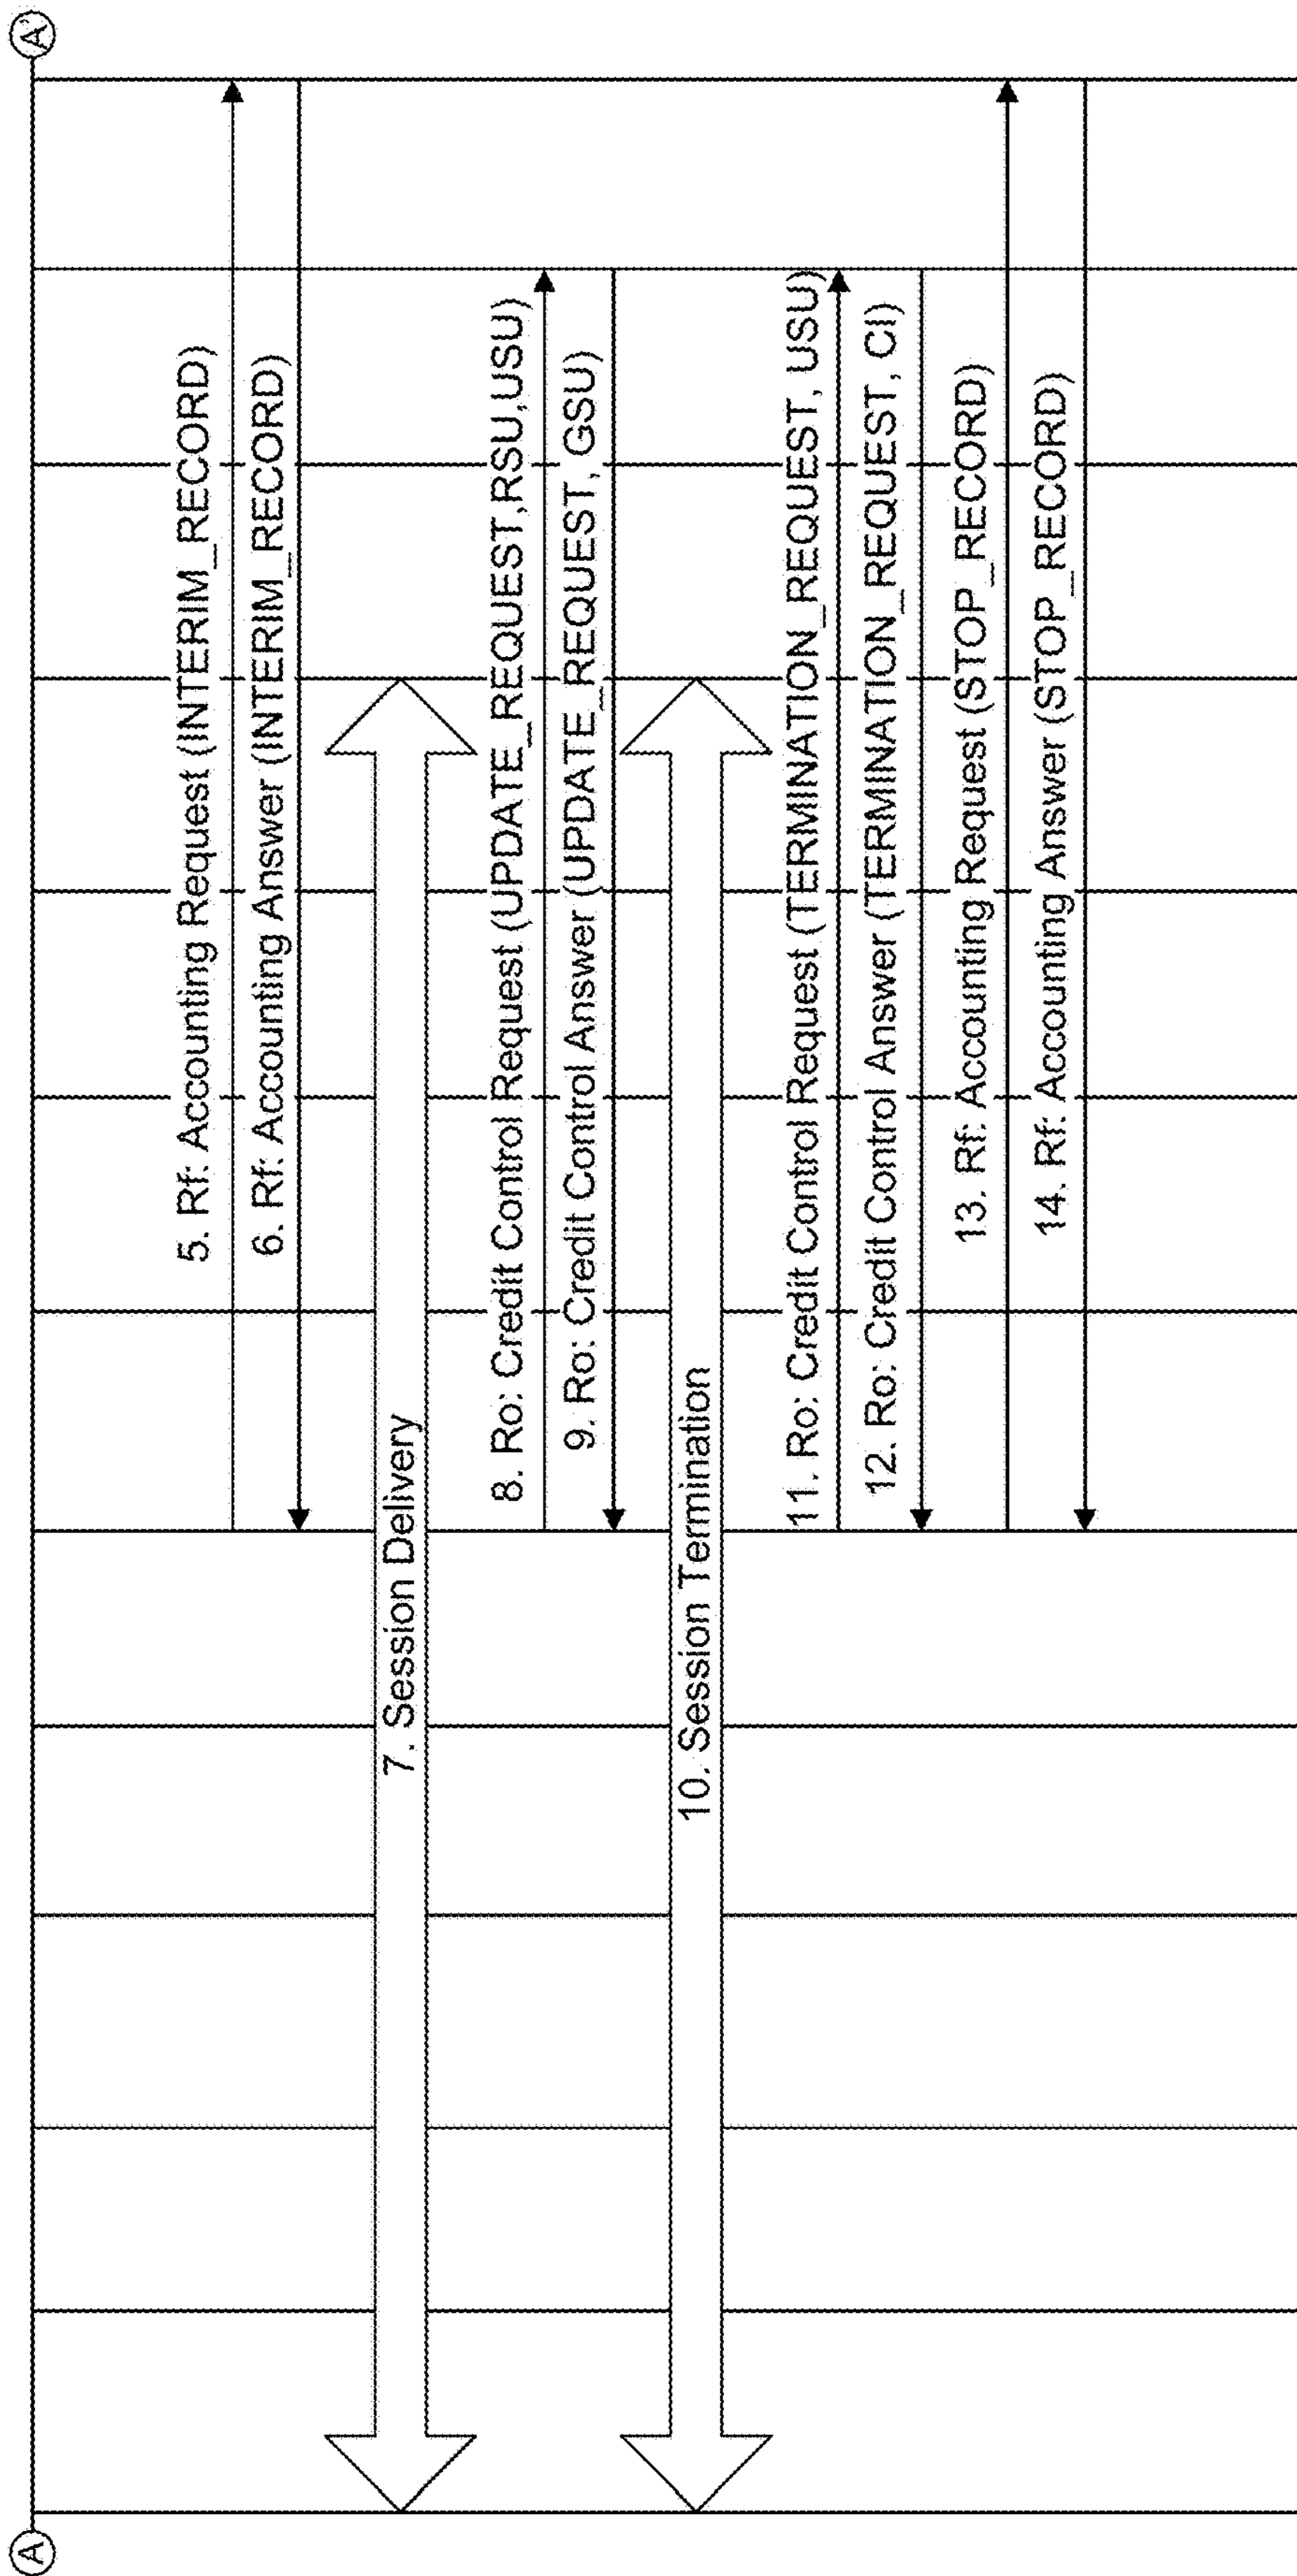 A
A'
5. Rf: Accounting Request (INTERIM_RECORD)
6. Rf: Accounting Answer (INTERIM_RECORD)
7. Session Delivery
8. Ro: Credit Control Request (UPDATE_REQUEST,RSU,USU)
9. Ro: Credit Control Answer (UPDATE_REQUEST, GSU)
10. Session Termination
11. Ro: Credit Control Request (TERMINATION_REQUEST, USU)
12. Ro: Credit Control Answer (TERMINATION_REQUEST, CI)
13. Rf: Accounting Request (STOP_RECORD)
14. Rf: Accounting Answer (STOP_RECORD)